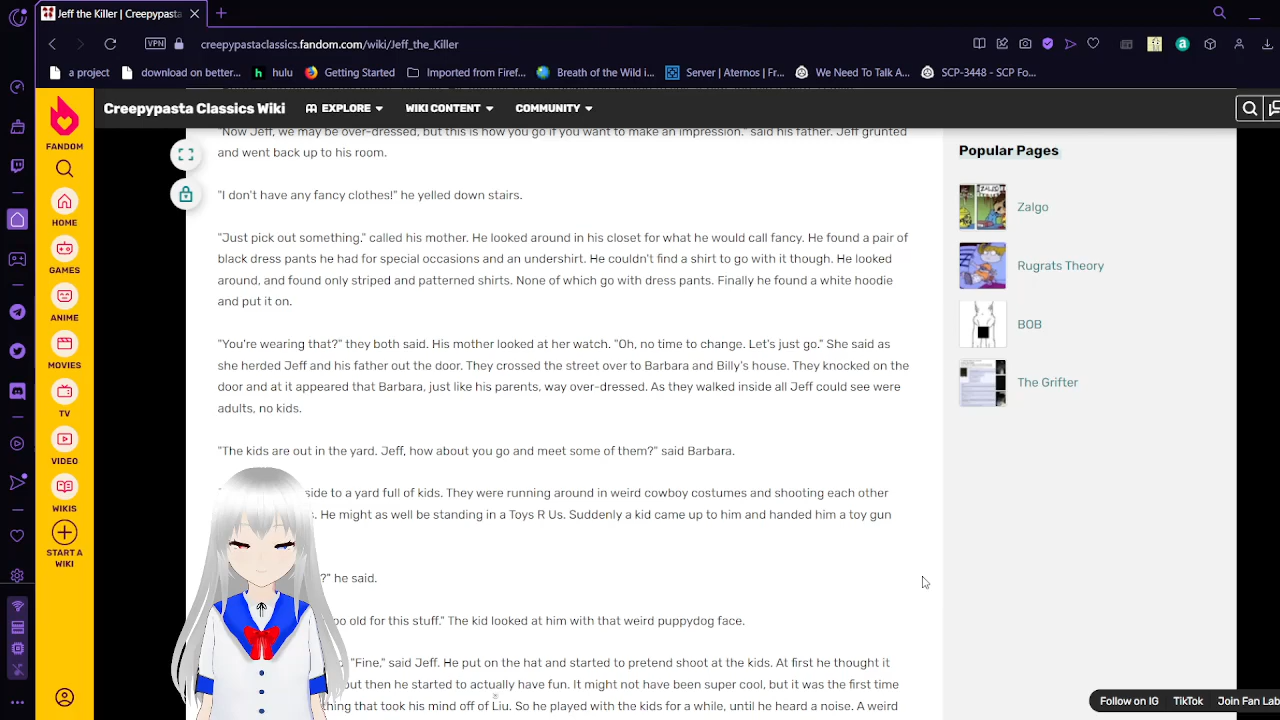 Jeff the Killer | Creepypasta
VPN
creepypastaclassics.fandom.com/wiki/Jeff_the_Killer
a project
download on better...
hulu
Getting Started
Imported from Firef...
Breath of the Wild i...
Server | Aternos | Fr...
We Need To Talk A...
SCP-3448 - SCP Fo...
Creepypasta Classics Wiki
EXPLORE
WIKI CONTENT
COMMUNITY
FANDOM
HOME
GAMES
ANIME
MOVIES
TV
VIDEO
WIKIS
START A
WIKI
"Now Jeff, we may be over-dressed, but this is how you go if you want to make an impression." said his father. Jeff grunted
and went back up to his room.
"I don't have any fancy clothes!" he yelled down stairs.
"Just pick out something," called his mother. He looked around in his closet for what he would call fancy. He found a pair of
black dress pants he had for special occasions and an undershirt. He couldn't find a shirt to go with it though. He looked
around, and found only striped and patterned shirts. None of which go with dress pants. Finally he found a white hoodie
and put it on.
"You're wearing that?" they both said. His mother looked at her watch. "Oh, no time to change. Let's just go." She said as
she herded Jeff and his father out the door. They crossed the street over to Barbara and Billy's house. They knocked on the
door and at it appeared that Barbara, just like his parents, way over-dressed. As they walked inside all Jeff could see were
adults, no kids.
"The kids are out in the yard. Jeff, how about you go and meet some of them?" said Barbara.
side to a yard full of kids. They were running around in weird cowboy costumes and shooting each other
s. He might as well be standing in a Toys R Us. Suddenly a kid came up to him and handed him a toy gun
?" he said.
oo old for this stuff." The kid looked at him with that weird puppydog face.
"Fine," said Jeff. He put on the hat and started to pretend shoot at the kids. At first he thought it
ut then he started to actually have fun. It might not have been super cool, but it was the first time
thing that took his mind off of Liu. So he played with the kids for a while, until he heard a noise. A weird
Popular Pages
Zalgo
Rugrats Theory
BOB
The Grifter
Follow on IG
TikTok
Join Fan Lab